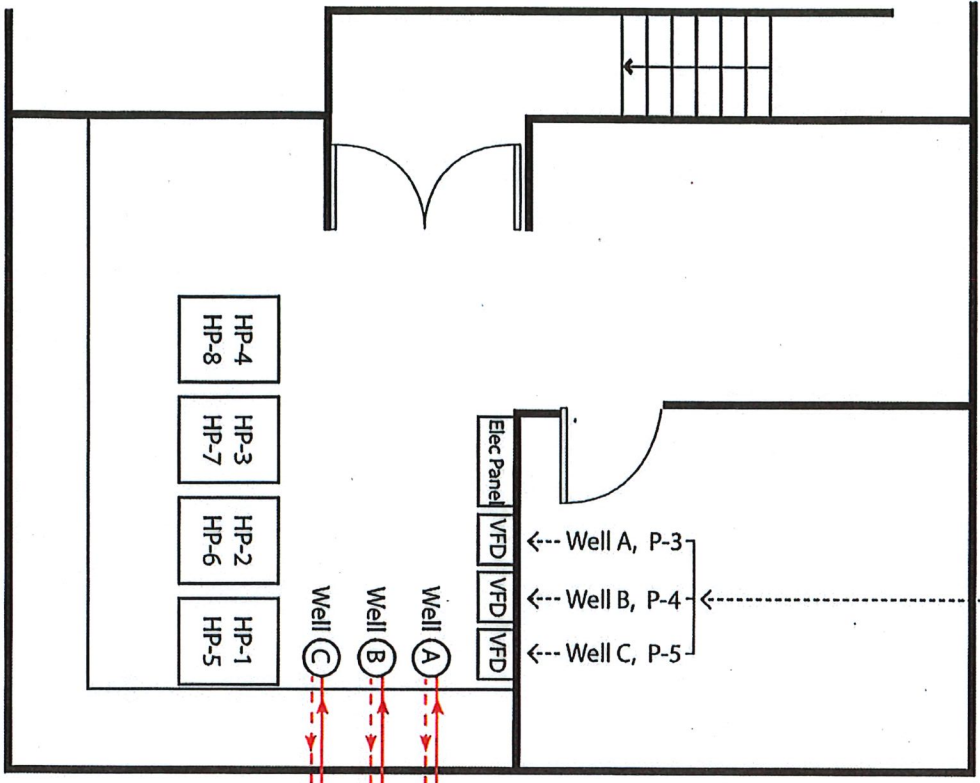 HP-4
HP-8
HP-3
HP-7
HP-2
HP-6
HP-1
HP-5
Elec Panel
VFD
VFD
VFD
Well A, P-3
Well B, P-4
Well C, P-5
Well C
Well B
Well A